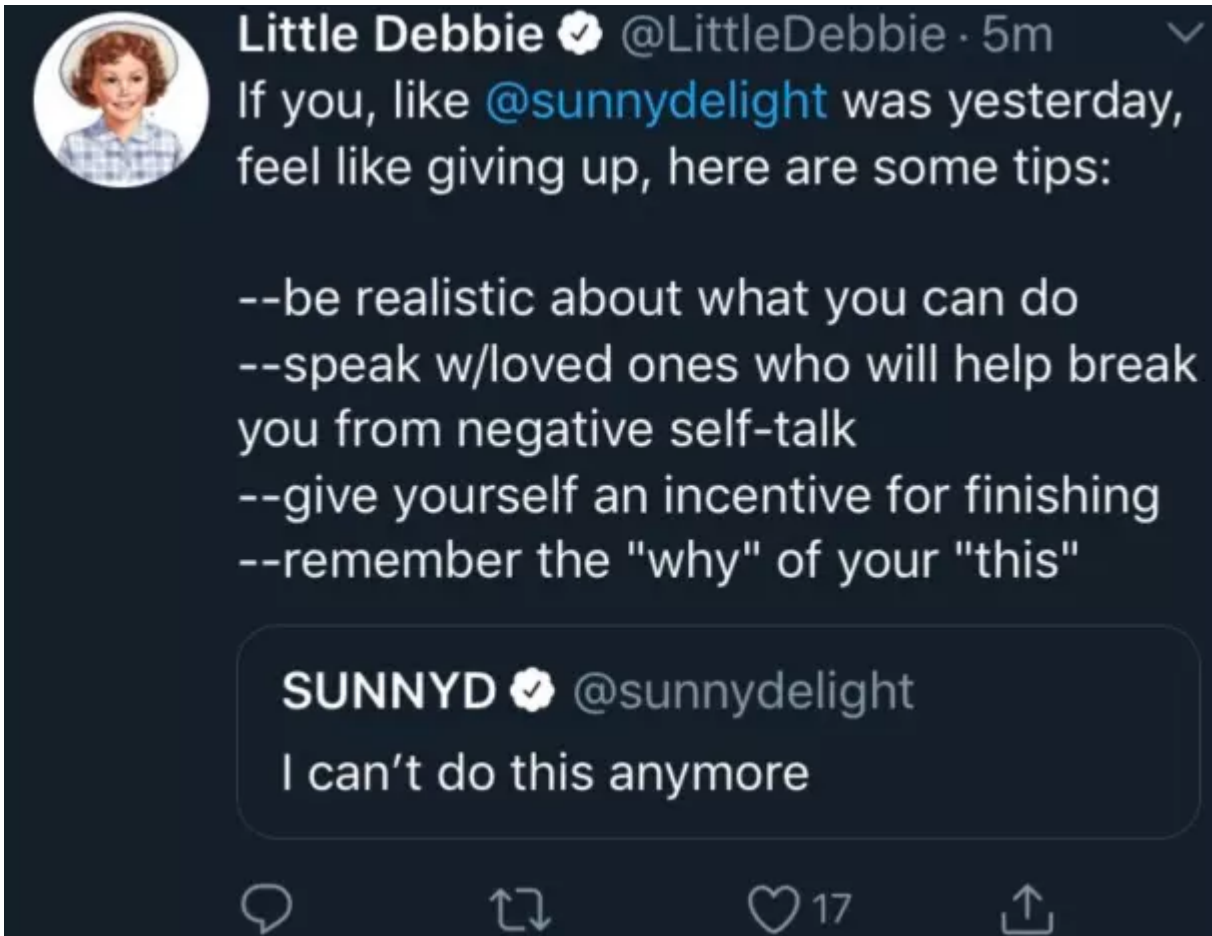 Little Debbie @LittleDebbie · 5m
If you, like @sunnydelight was yesterday,
feel like giving up, here are some tips:
--be realistic about what you can do
--speak w/loved ones who will help break
you from negative self-talk
--give yourself an incentive for finishing
--remember the "why" of your "this"
SUNNYD @sunnydelight
I can’t do this anymore
17